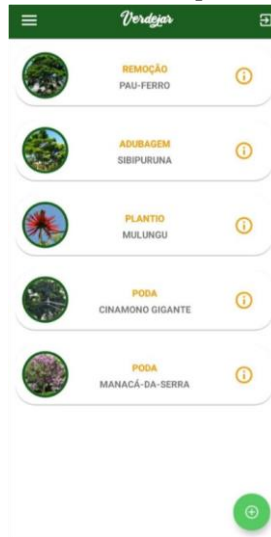 Verdejar
REMOÇÃO
PAU-FERRO
ADUBAGEM
SIBIPURUNA
PLANTIO
MULUNGU
PODA
CINAMONO GIGANTE
PODA
MANACÁ-DA-SERRA